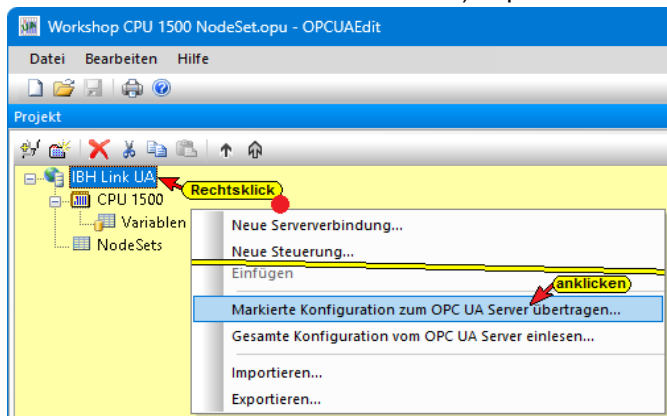 Workshop CPU 1500 NodeSet.opu - OPCUAEdit
Datei Bearbeiten Hilfe
Projekt
IBH Link UA
Rechtsklick
CPU 1500
Variablen
NodeSets
Neue Serververbindung...
Neue Steuerung...
Einfügen
anklicken
Markierte Konfiguration zum OPC UA Server übertragen...
Gesamte Konfiguration vom OPC UA Server einlesen...
Importieren...
Exportieren...